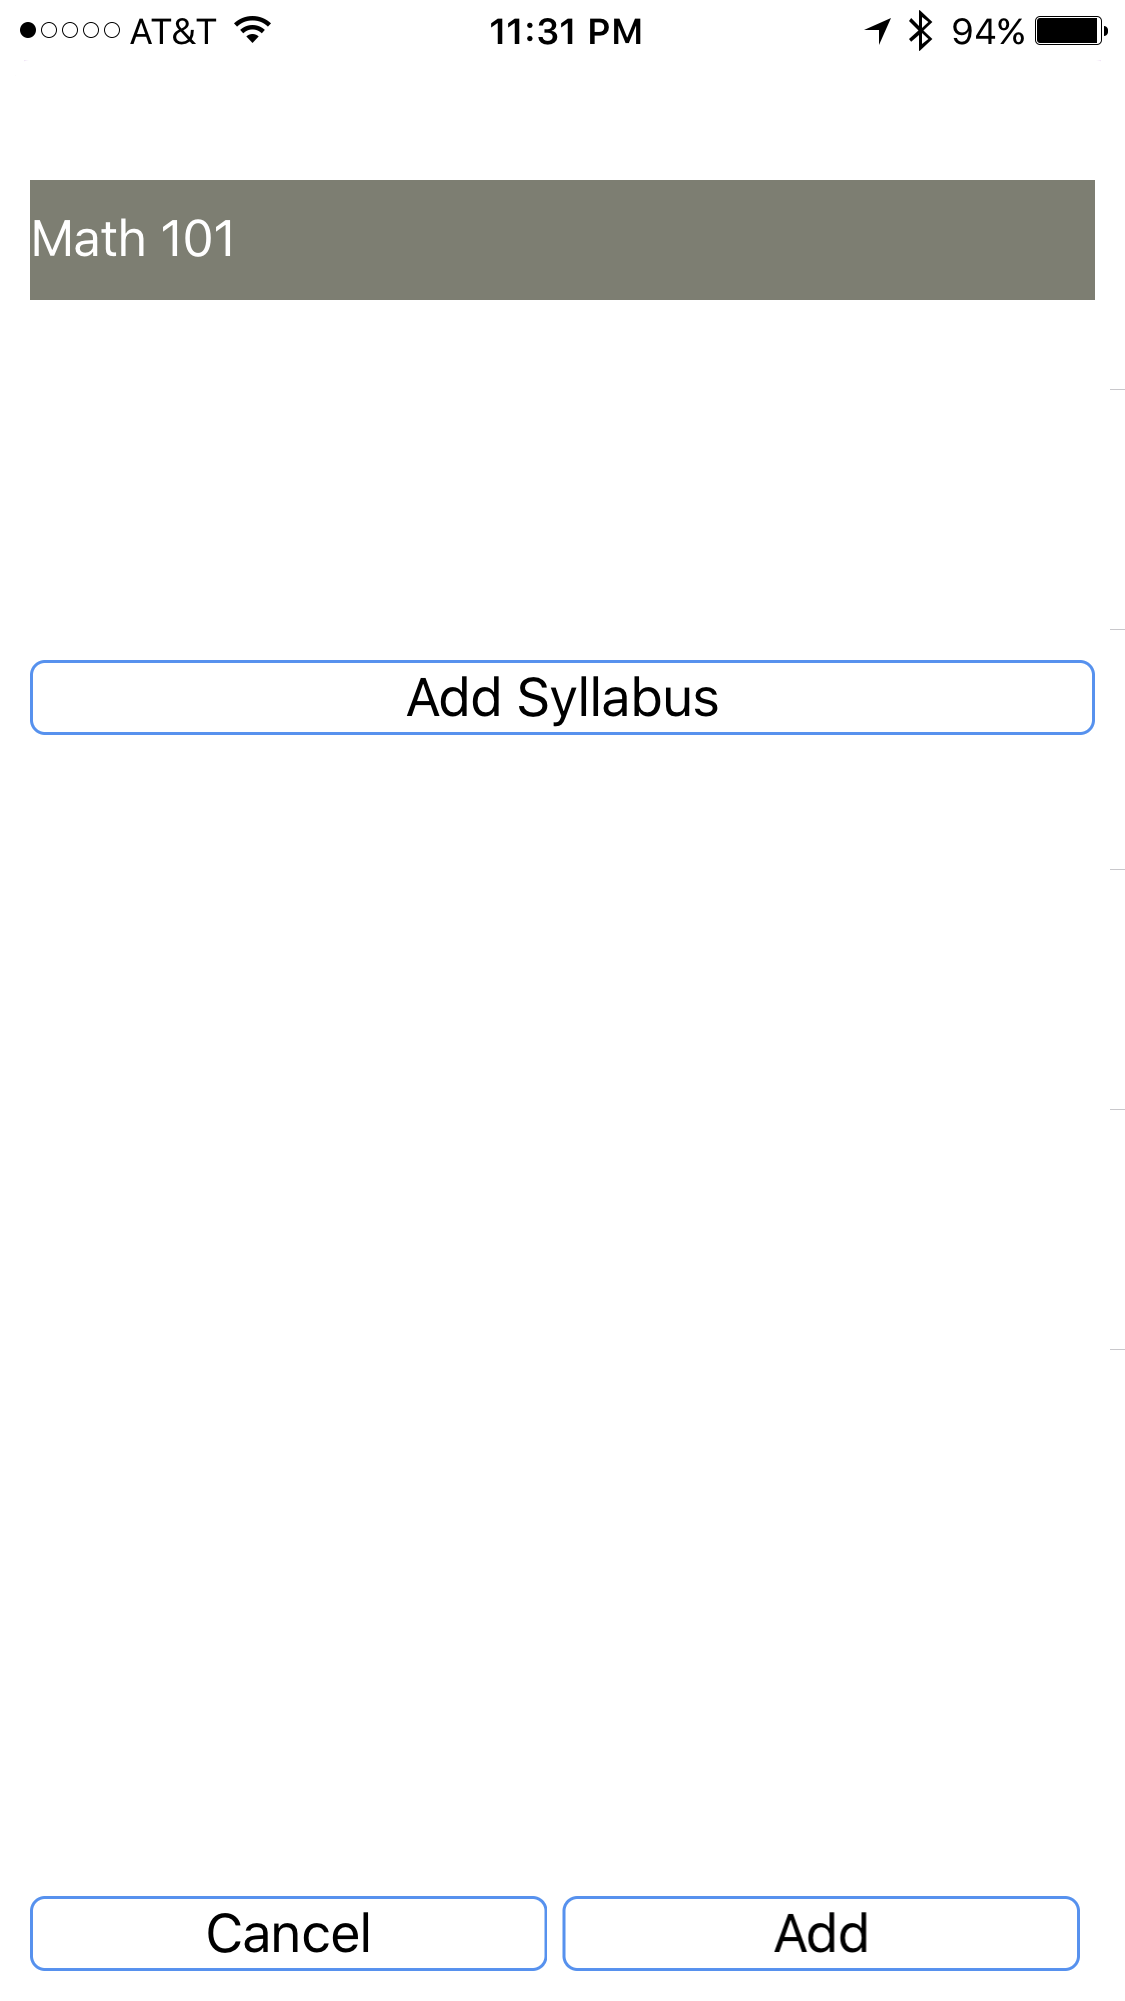 AT&T 11:31 PM 94%
Math 101
Add Syllabus
Cancel Add